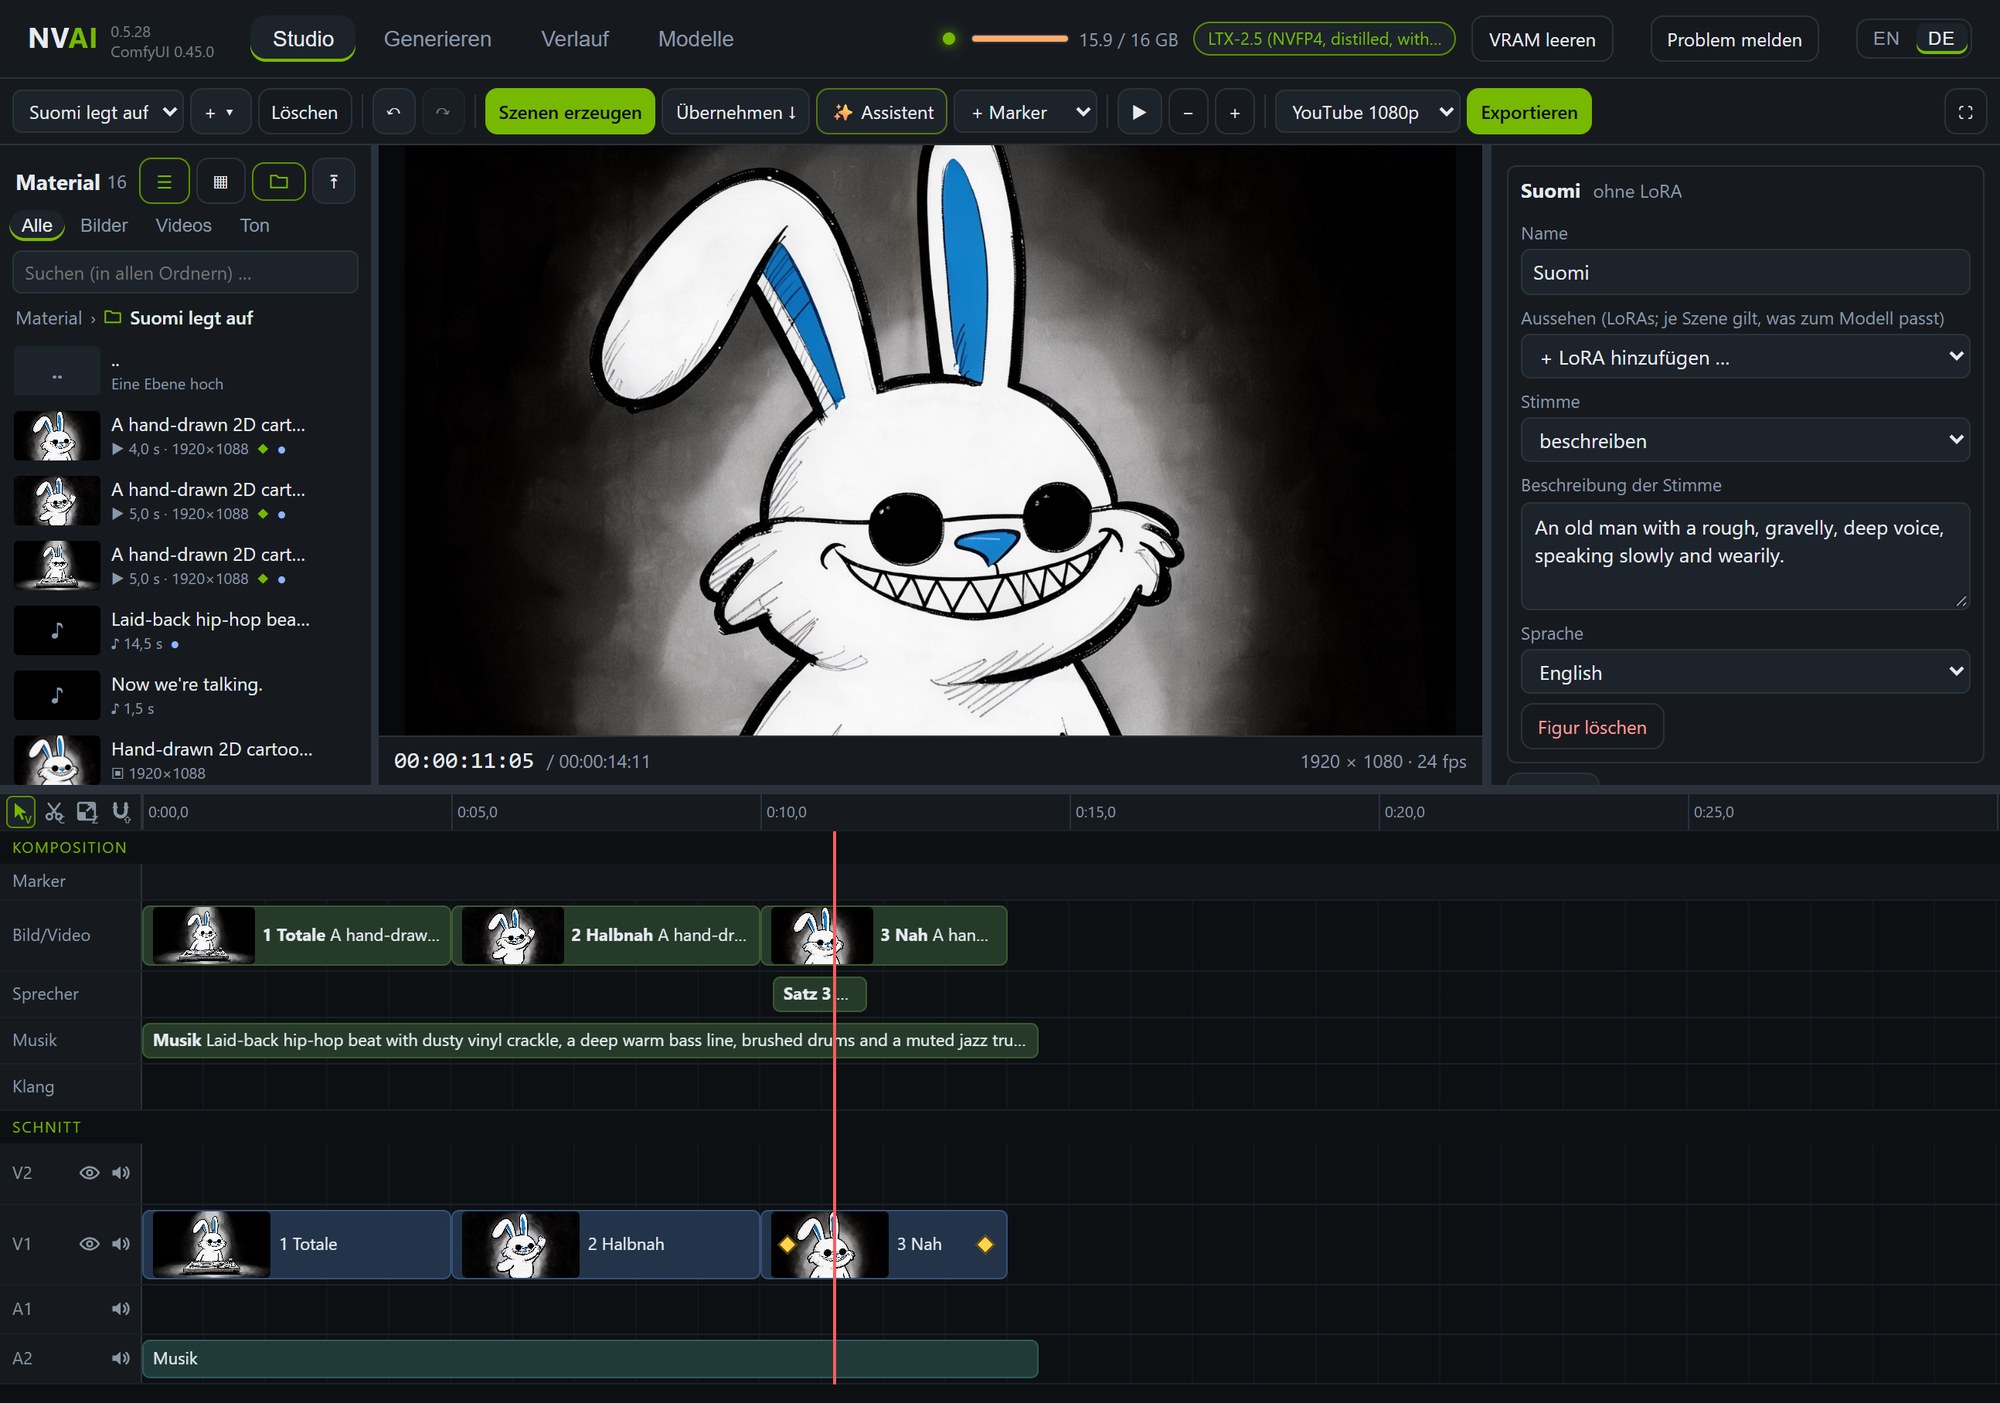 NVAI
0.5.28
ComfyUI 0.45.0
Studio
Generieren
Verlauf
Modelle
15.9 / 16 GB
LTX-2.5 (NVFP4, distilled, with...
VRAM leeren
Problem melden
EN
DE
Suomi legt auf
+ ▾
Löschen
Szenen erzeugen
Übernehmen ↓
✨ Assistent
+ Marker
−
+
YouTube 1080p
Exportieren
Material 16
Alle
Bilder
Videos
Ton
Suchen (in allen Ordnern) ...
Material › Suomi legt auf
..
..
Eine Ebene hoch
A hand-drawn 2D cart...
4,0 s · 1920×1088
A hand-drawn 2D cart...
5,0 s · 1920×1088
A hand-drawn 2D cart...
5,0 s · 1920×1088
Laid-back hip-hop bea...
♪ 14,5 s
Now we're talking.
♪ 1,5 s
Hand-drawn 2D cartoo...
1920×1088
00:00:11:05 / 00:00:14:11
1920 × 1080 · 24 fps
Suomi ohne LoRA
Name
Suomi
Aussehen (LoRAs; je Szene gilt, was zum Modell passt)
+ LoRA hinzufügen ...
Stimme
beschreiben
Beschreibung der Stimme
An old man with a rough, gravelly, deep voice,
speaking slowly and wearily.
Sprache
English
Figur löschen
0:00,0
0:05,0
0:10,0
0:15,0
0:20,0
0:25,0
KOMPOSITION
Marker
Bild/Video
1 Totale A hand-draw...
2 Halbnah A hand-dr...
3 Nah A han...
Sprecher
Satz 3 ...
Musik
Musik Laid-back hip-hop beat with dusty vinyl crackle, a deep warm bass line, brushed drums and a muted jazz tru...
Klang
SCHNITT
V2
V1
1 Totale
2 Halbnah
3 Nah
A1
A2
Musik